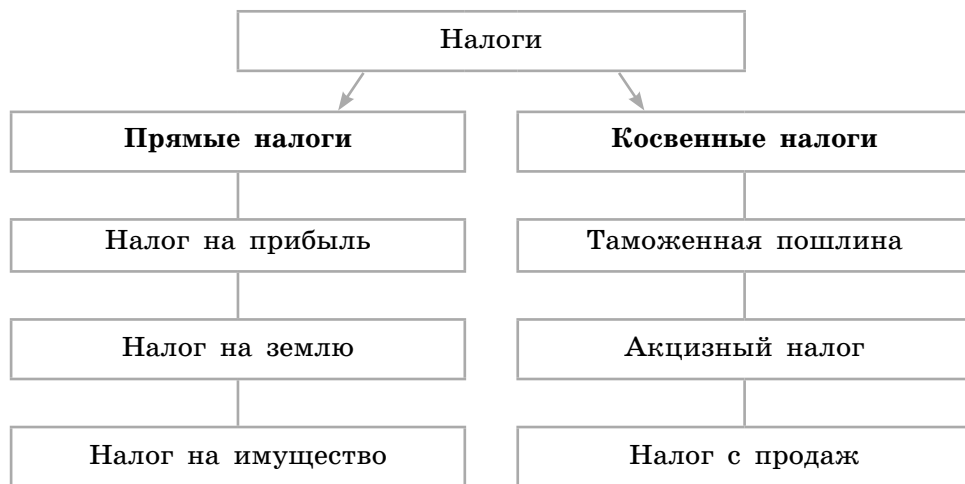 Налоги
Прямые налоги
Косвенные налоги
Налог на прибыль
Таможенная пошлина
Налог на землю
Акцизный налог
Налог на имущество
Налог с продаж